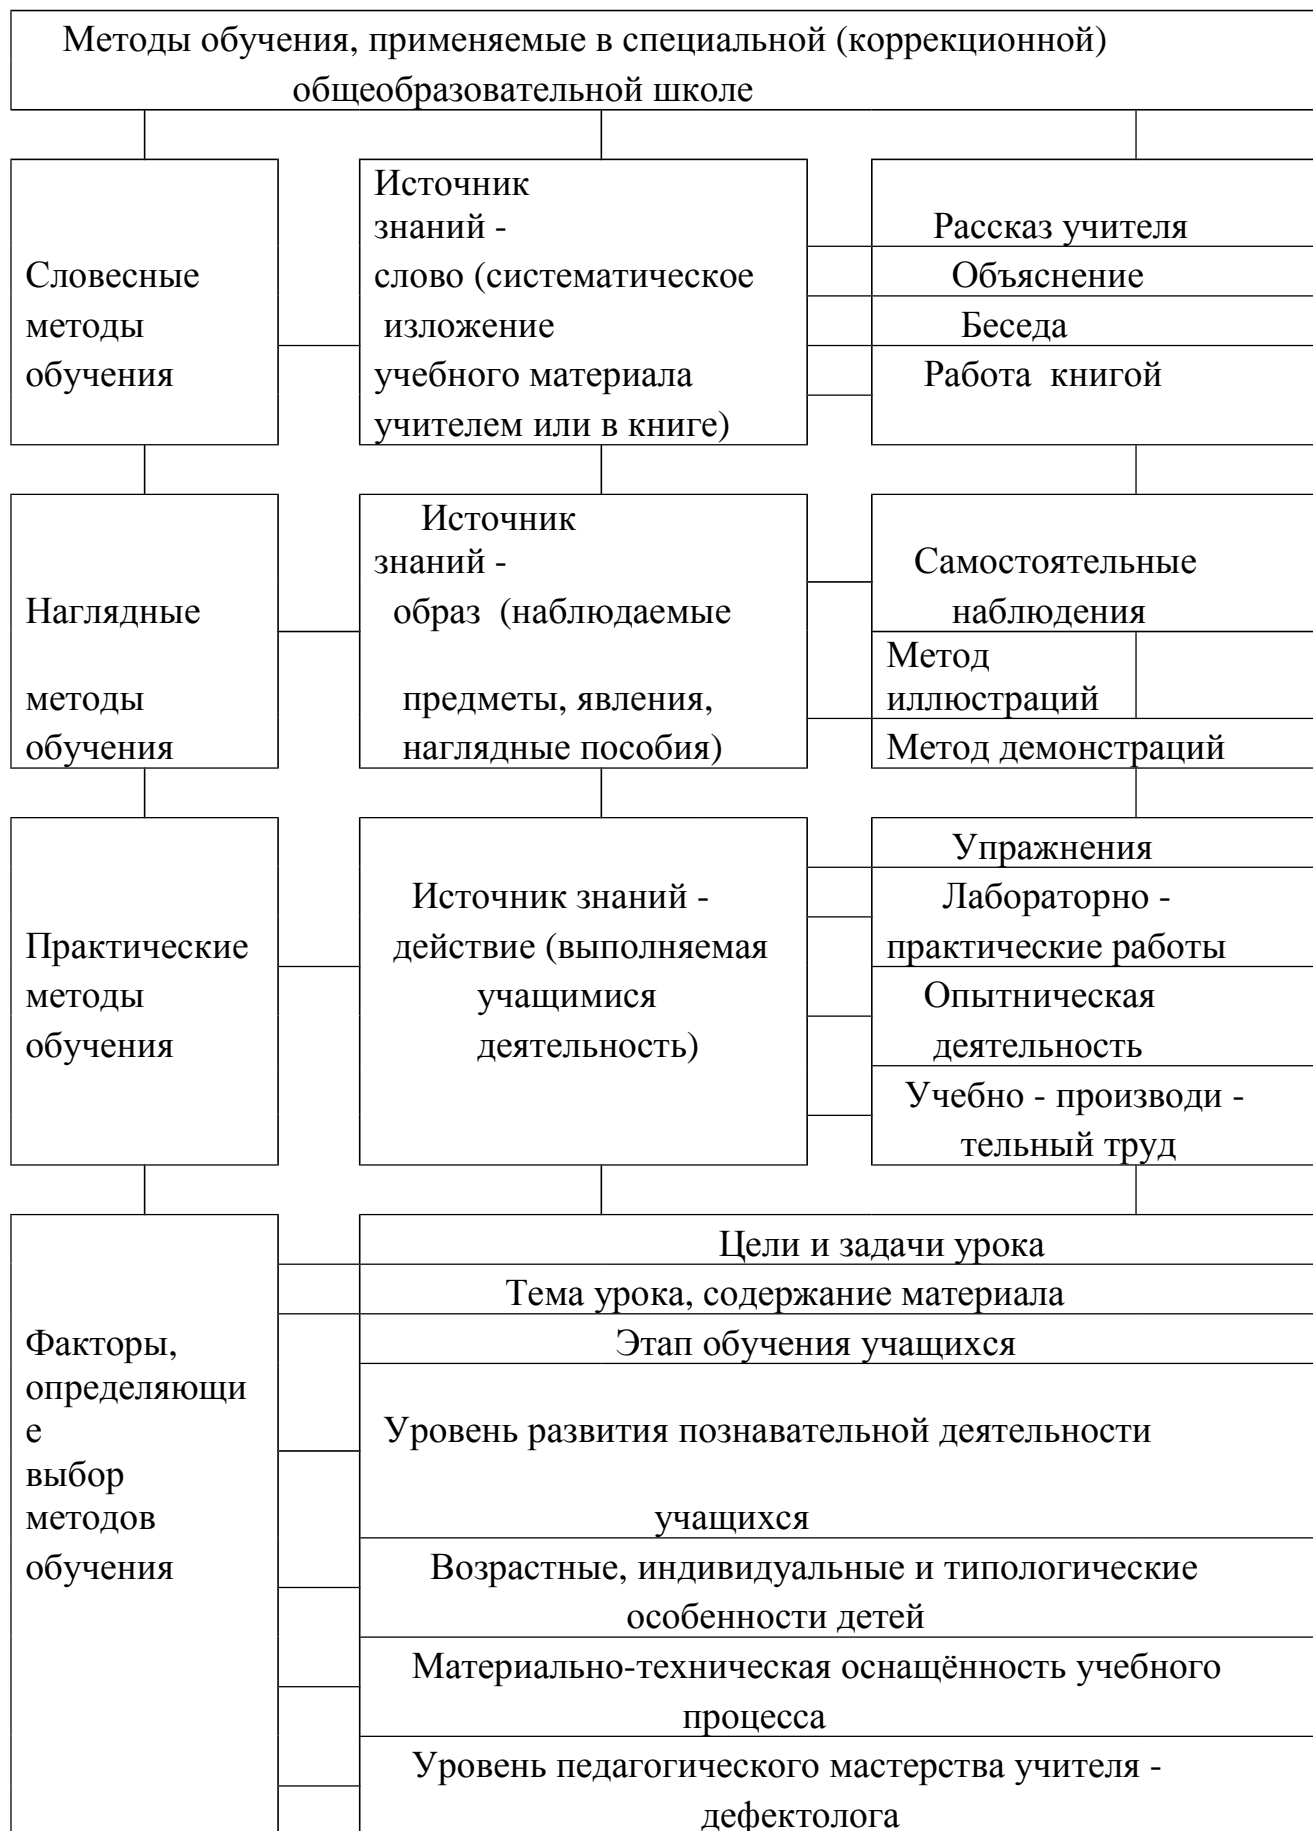 Методы обучения, применяемые в специальной (коррекционной)
общеобразовательной школе
Словесные
методы
обучения
Источник
знаний -
слово (систематическое
изложение
учебного материала
учителем или в книге)
Рассказ учителя
Объяснение
Беседа
Работа книгой
Наглядные
методы
обучения
Источник
знаний -
образ (наблюдаемые
предметы, явления,
наглядные пособия)
Самостоятельные
наблюдения
Метод
иллюстраций
Метод демонстраций
Практические
методы
обучения
Источник знаний -
действие (выполняемая
учащимися
деятельность)
Упражнения
Лабораторно -
практические работы
Опытническая
деятельность
Учебно - производи -
тельный труд
Факторы,
определяющи
е
выбор
методов
обучения
Цели и задачи урока
Тема урока, содержание материала
Этап обучения учащихся
Уровень развития познавательной деятельности
учащихся
Возрастные, индивидуальные и типологические
особенности детей
Материально-техническая оснащённость учебного
процесса
Уровень педагогического мастерства учителя -
дефектолога